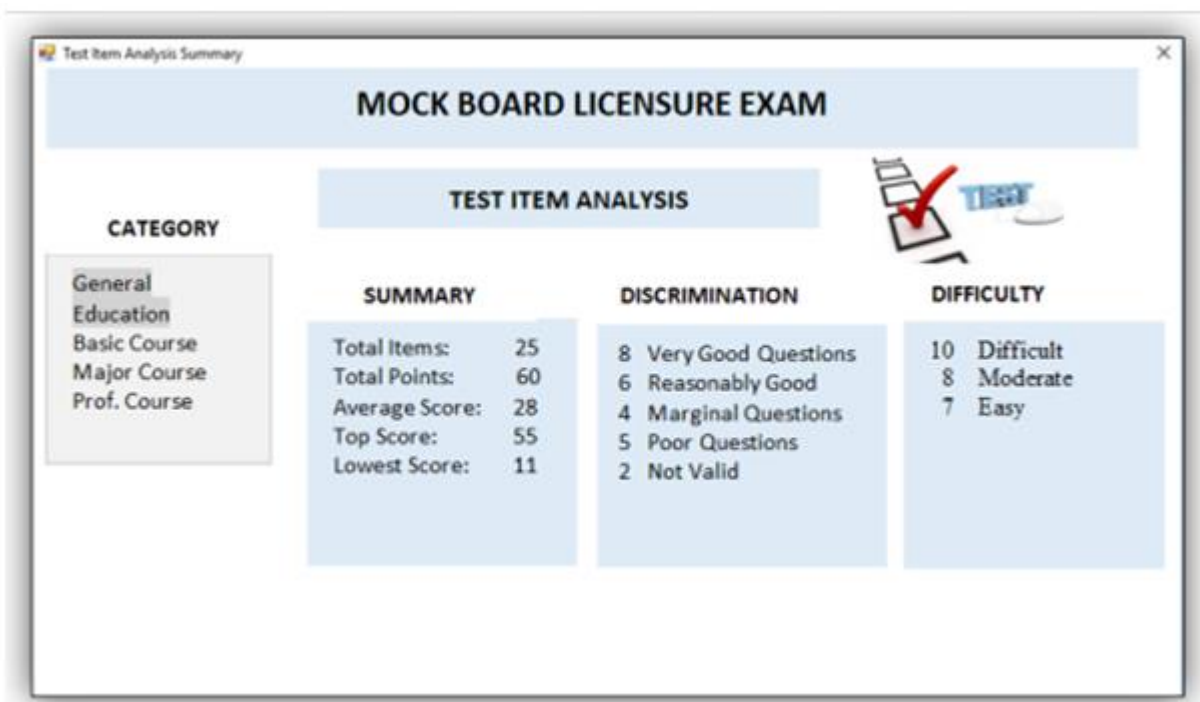 Test Item Analysis Summary
MOCK BOARD LICENSURE EXAM
TEST ITEM ANALYSIS
TEST
CATEGORY
General
Education
Basic Course
Major Course
Prof. Course
SUMMARY
Total Items: 25
Total Points: 60
Average Score: 28
Top Score: 55
Lowest Score: 11
DISCRIMINATION
8 Very Good Questions
6 Reasonably Good
4 Marginal Questions
5 Poor Questions
2 Not Valid
DIFFICULTY
10 Difficult
8 Moderate
7 Easy